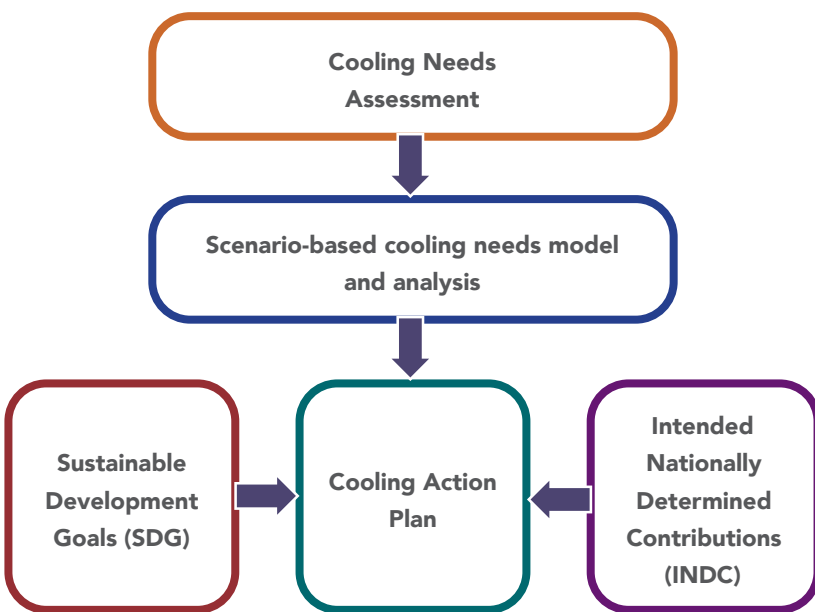 Cooling Needs
Assessment
Scenario-based cooling needs model
and analysis
Sustainable
Development
Goals (SDG)
Cooling Action
Plan
Intended
Nationally
Determined
Contributions
(INDC)